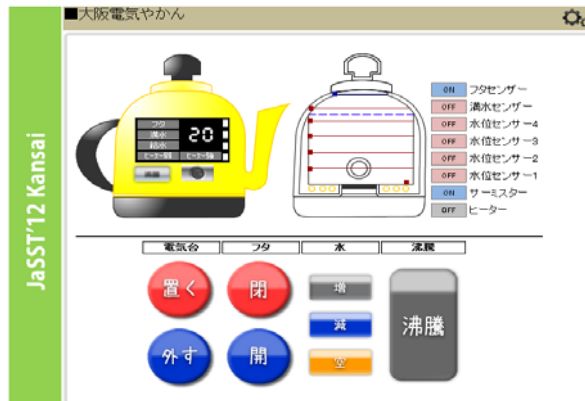 ■大阪電気やかん
JaSST'12 Kansai
フタ
満水
給水
20
ON フタセンサー
OFF 満水センサー
OFF 水位センサー4
OFF 水位センサー3
OFF 水位センサー2
OFF 水位センサー1
ON サーミスター
OFF ヒーター
電気台 フタ 水 沸騰
置く 閉 増
沸騰
減
外す 開 空